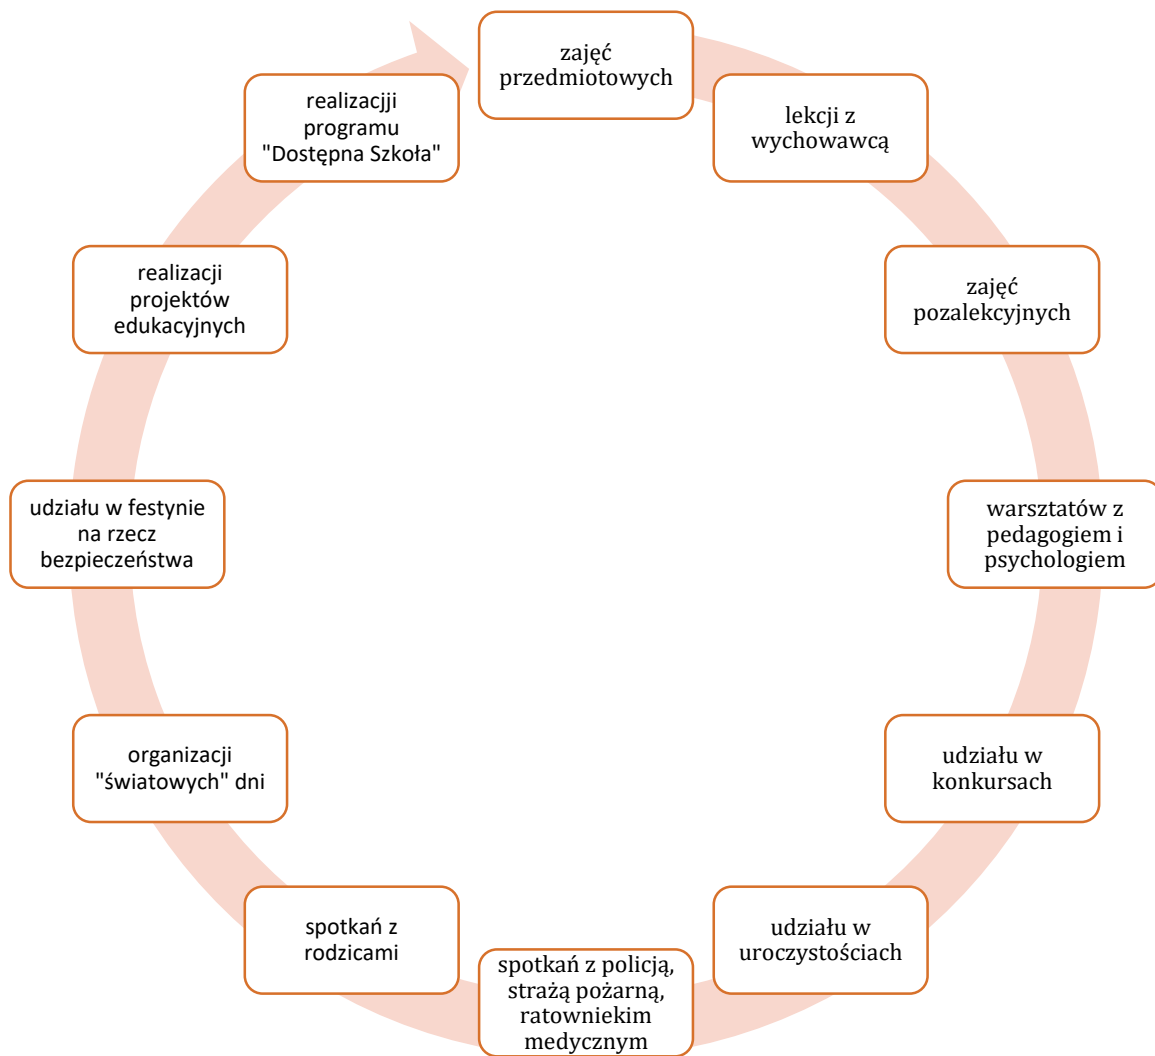 zajęć
przedmiotowych
lekcji z
wychowawcą
zajęć
pozalekcyjnych
warsztatów z
pedagogiem i
psychologiem
udziału w
konkursach
udziału w
uroczystościach
spotkań z policją,
strażą pożarną,
ratowniekim
medycznym
spotkań z
rodzicami
organizacji
"światowych" dni
udziału w festynie
na rzecz
bezpieczeństwa
realizacji
projektów
edukacyjnych
realizacjji
programu
"Dostępna Szkoła"